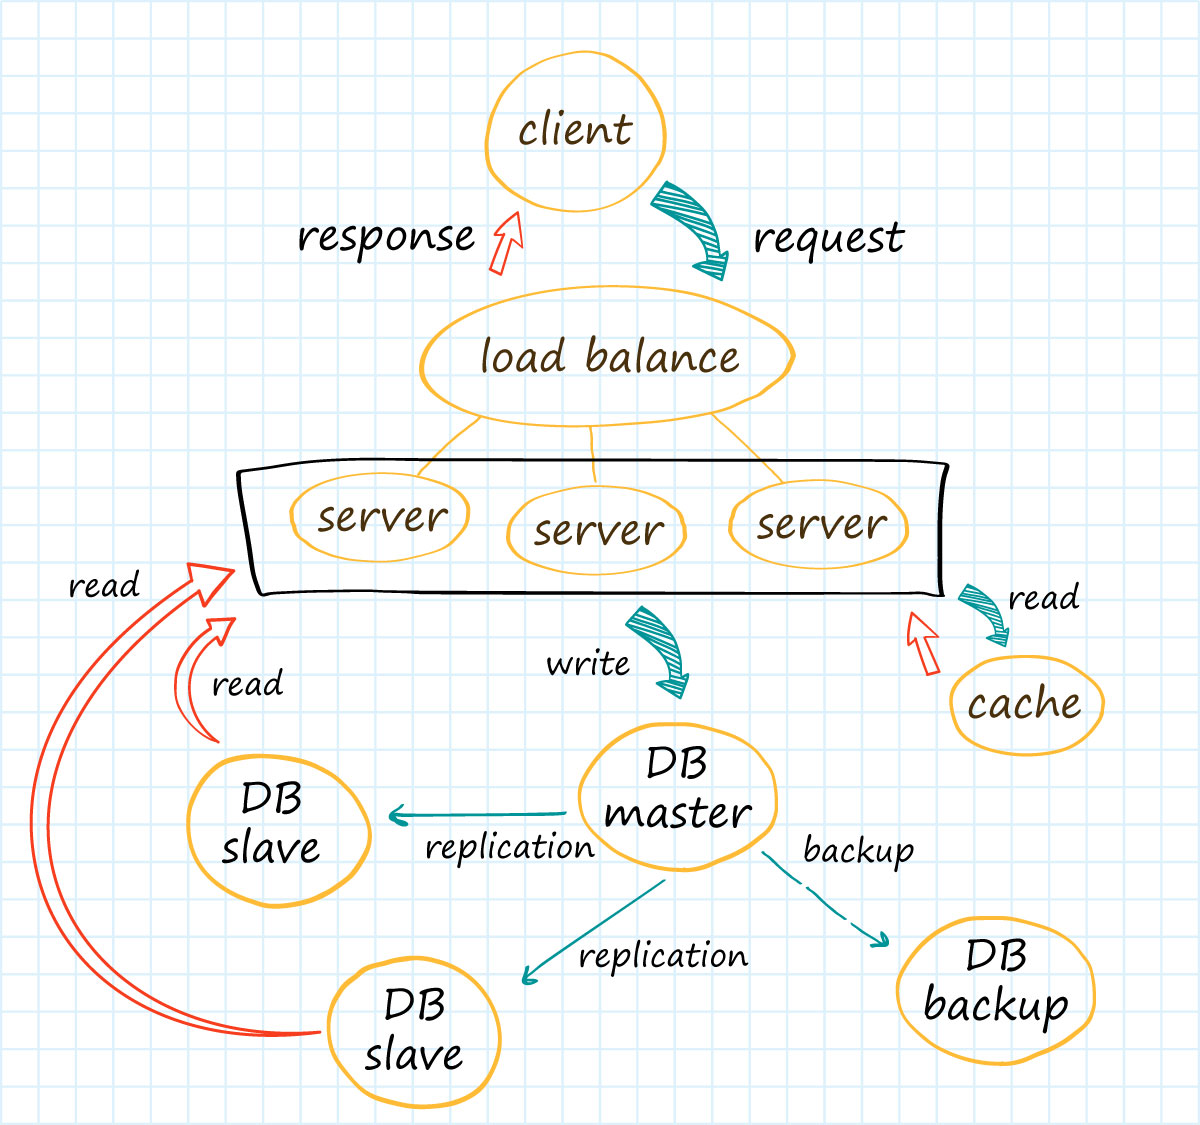 client
response
request
load balance
server
server
server
read
read
read
write
cache
DB
master
DB
slave
replication
backup
replication
DB
backup
DB
slave